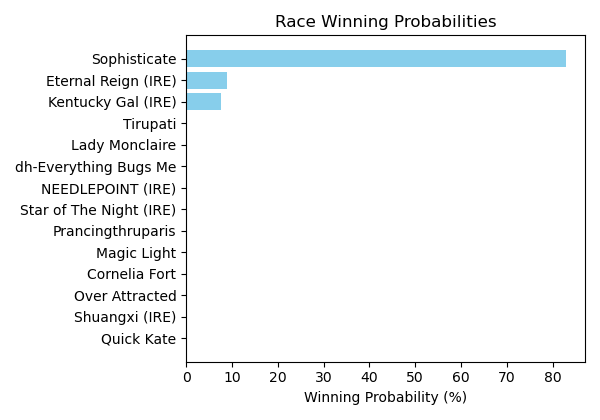 Race Winning Probabilities
Sophisticate
Eternal Reign (IRE)
Kentucky Gal (IRE)
Tirupati
Lady Monclaire
dh-Everything Bugs Me
NEEDLEPOINT (IRE)
Star of The Night (IRE)
Prancingthruparis
Magic Light
Cornelia Fort
Over Attracted
Shuangxi (IRE)
Quick Kate
0 10 20 30 40 50 60 70 80
Winning Probability (%)